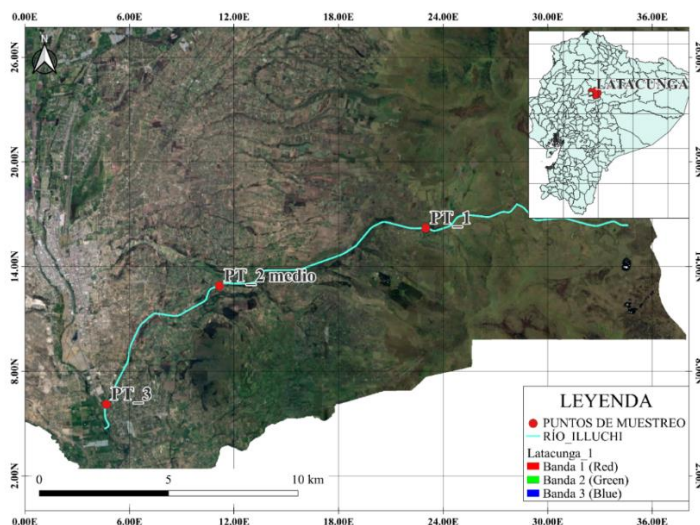 0.00E 6.00E 12.00E 18.00E 24.00E 30.00E 36.00E
N
26.00N
20.00N
14.00N
8.00N
2.00N
LATACUNGA
PT_1
PT_2 medio
PT_3
LEYENDA
PUNTOS DE MUESTREO
RÍO_ILLUCHI
Latacunga_1
Banda 1 (Red)
Banda 2 (Green)
Banda 3 (Blue)
0 5 10 km
0.00E 6.00E 12.00E 18.00E 24.00E 30.00E 36.00E